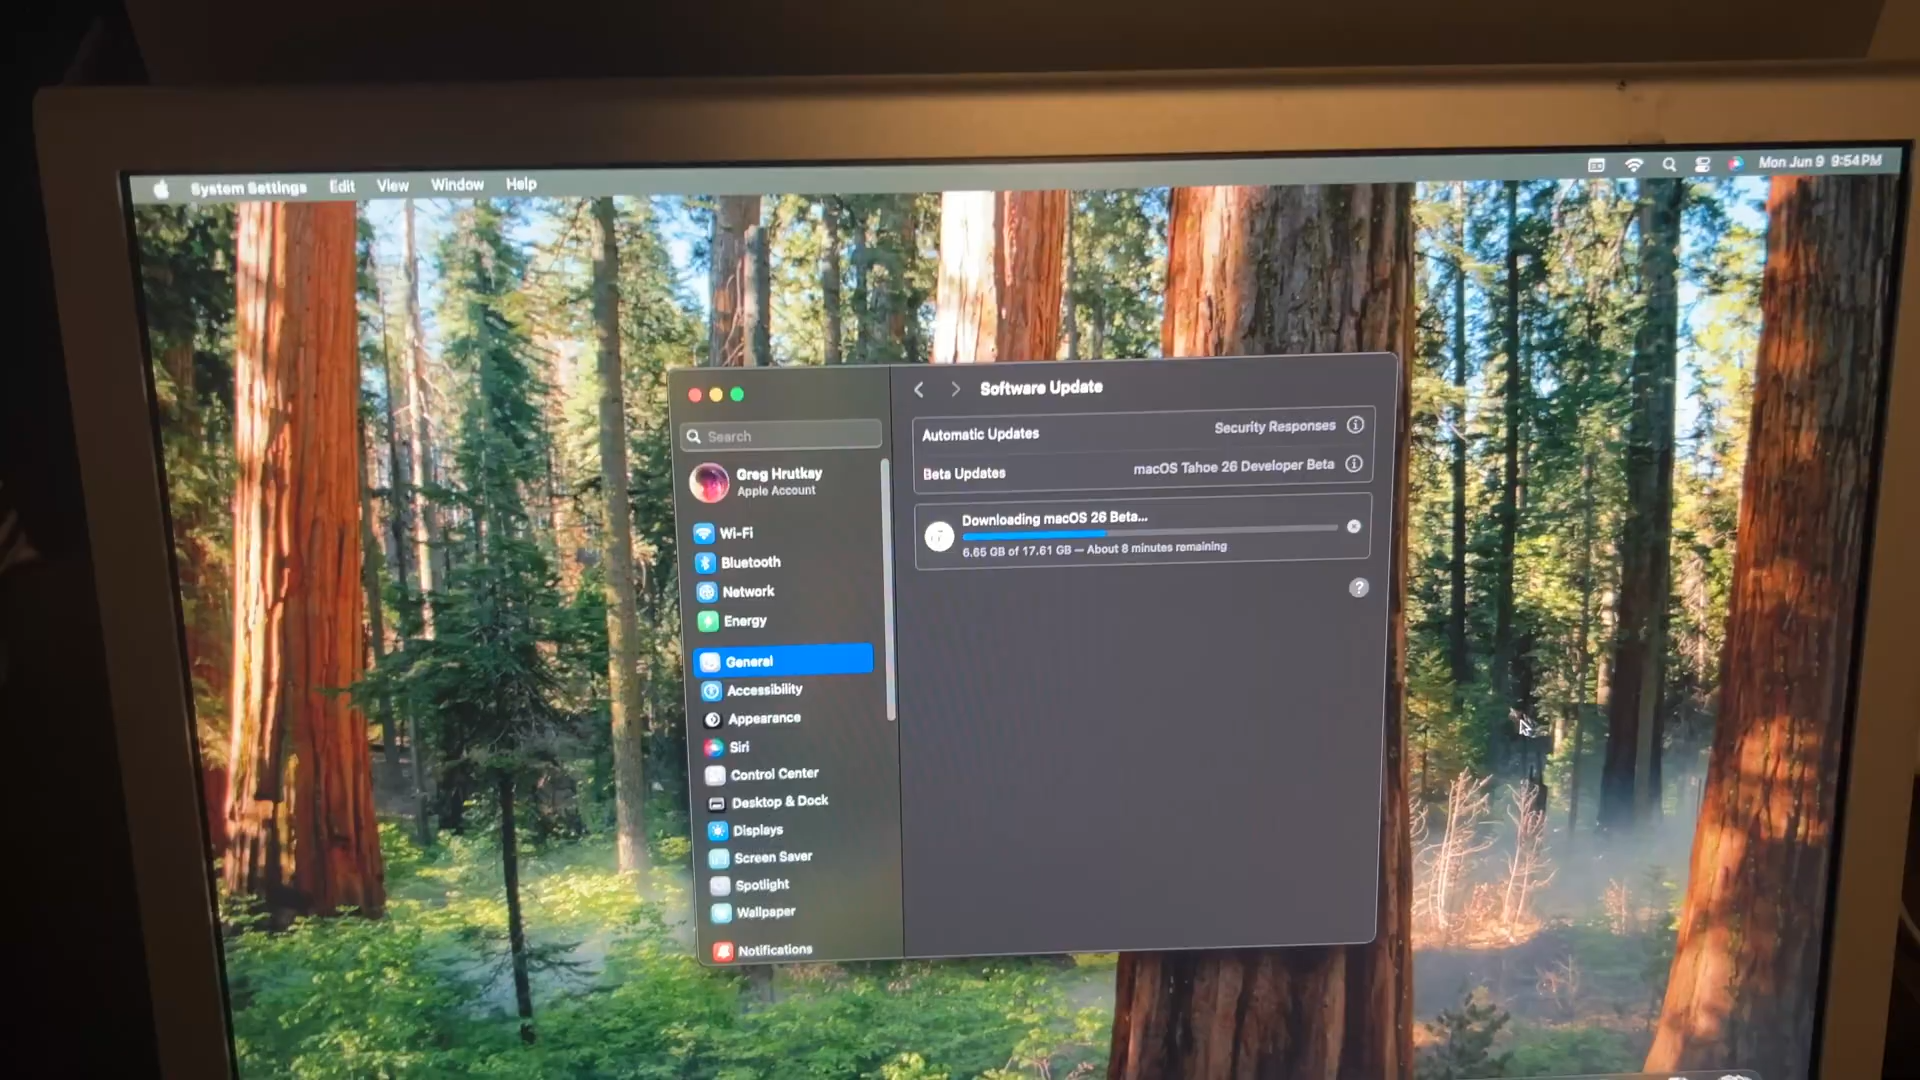 System Settings Edit View Window Help
Mon Jun 9 9:54 PM
Search
Greg Hrutkay
Apple Account
Wi-Fi
Bluetooth
Network
Energy
General
Accessibility
Appearance
Siri
Control Center
Desktop & Dock
Displays
Screen Saver
Spotlight
Wallpaper
Notifications
Software Update
Automatic Updates Security Responses
Beta Updates macOS Tahoe 26 Developer Beta
Downloading macOS 26 Beta...
6.65 GB of 17.61 GB — About 8 minutes remaining
?